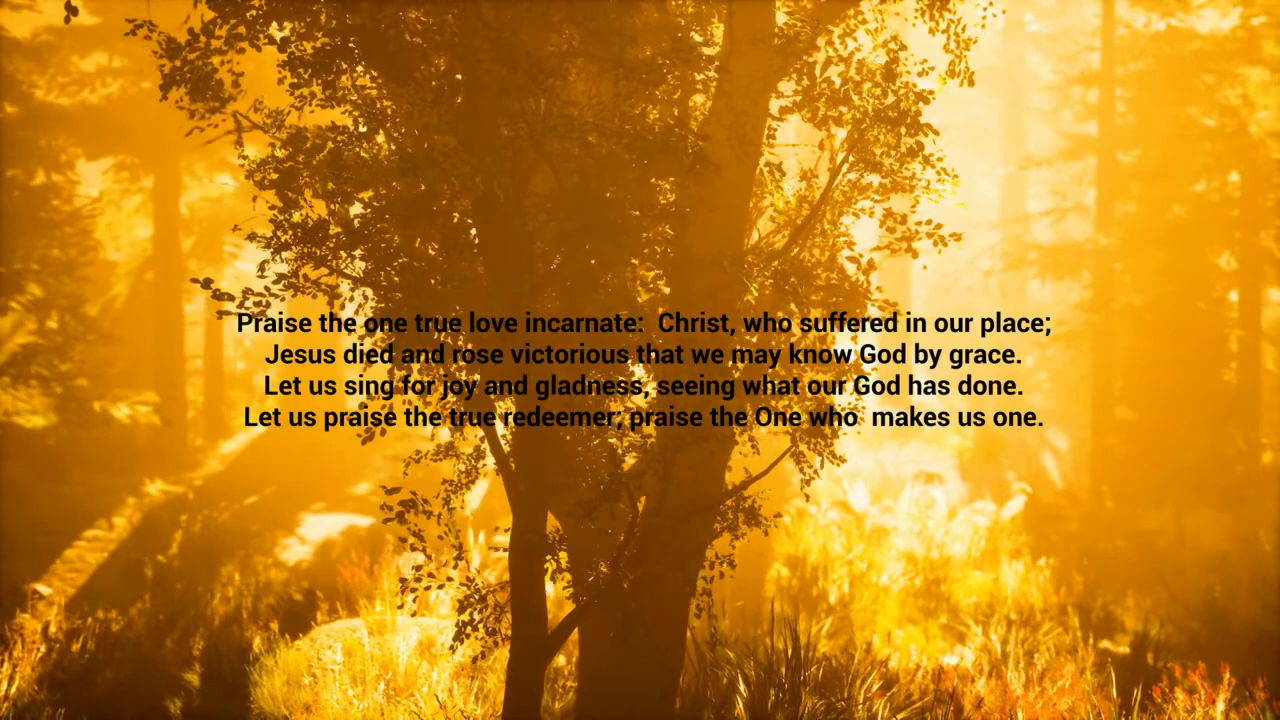 Praise the one true love incarnate:  Christ, who suffered in our place;
Jesus died and rose victorious that we may know God by grace.
Let us sing for joy and gladness, seeing what our God has done.
Let us praise the true redeemer; praise the One who  makes us one.